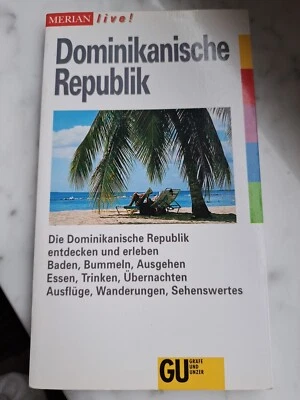 MERIAN live!
Dominikanische
Republik
Die Dominikanische Republik
entdecken und erleben
Baden, Bummeln, Ausgehen
Essen, Trinken, Übernachten
Ausflüge, Wanderungen, Sehenswertes
GU GRÄFE
UND
UNZER